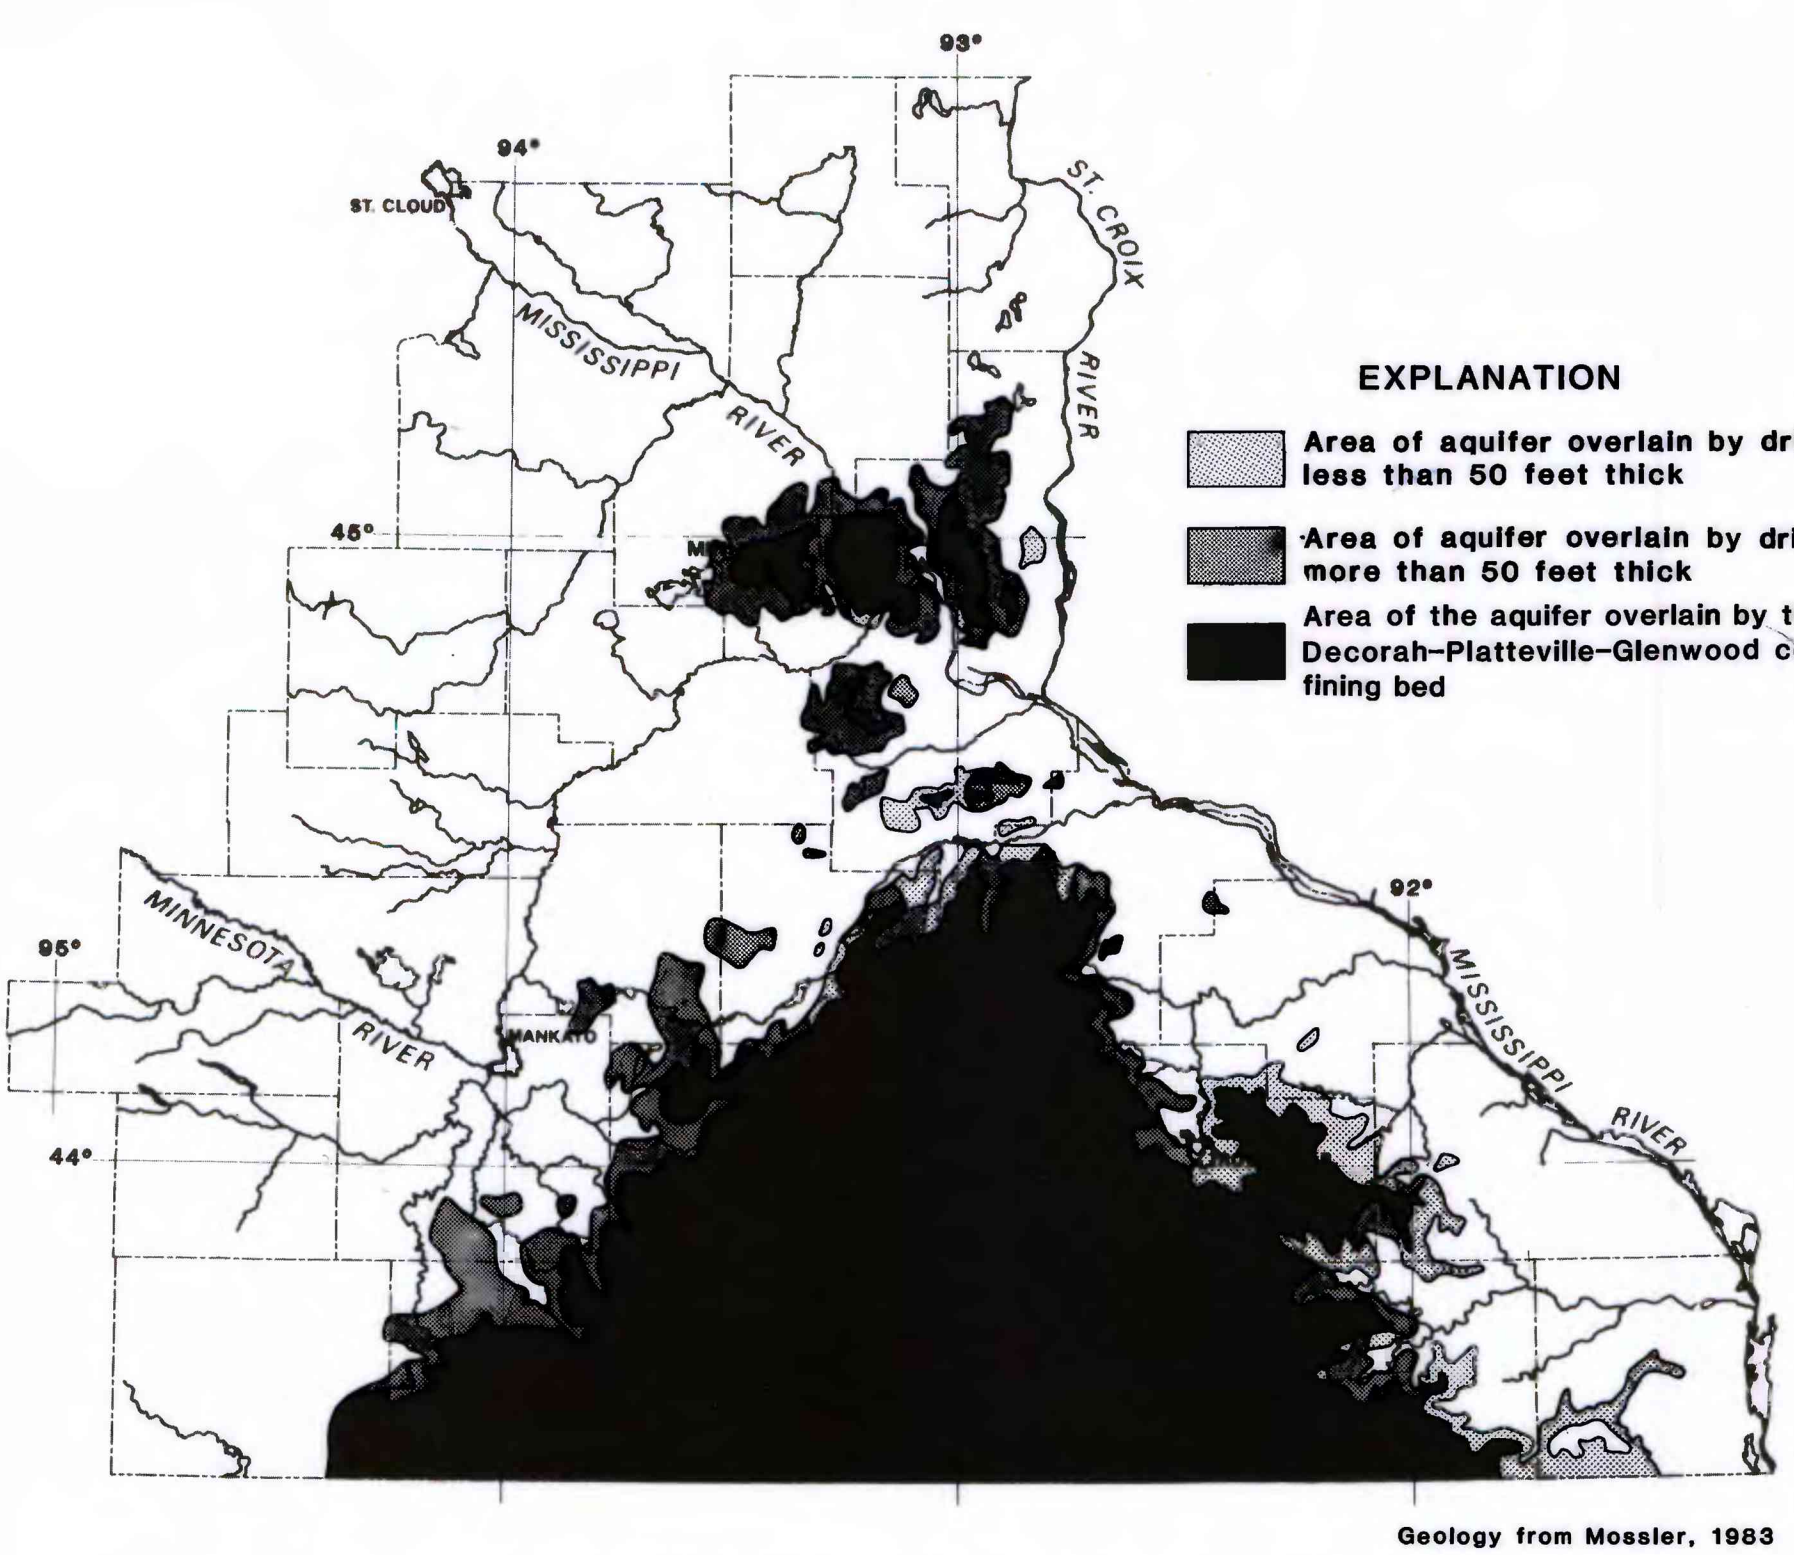 93°
94°
ST. CLOUD
ST. CROIX
RIVER
MISSISSIPPI
RIVER
EXPLANATION
Area of aquifer overlain by dri
less than 50 feet thick
45°
Area of aquifer overlain by dri
more than 50 feet thick
Area of the aquifer overlain by t
Decorah-Platteville-Glenwood c
fining bed
92°
MINNESOTA
RIVER
95°
MANKATO
MISSISSIPPI
RIVER
44°
Geology from Mossler, 1983